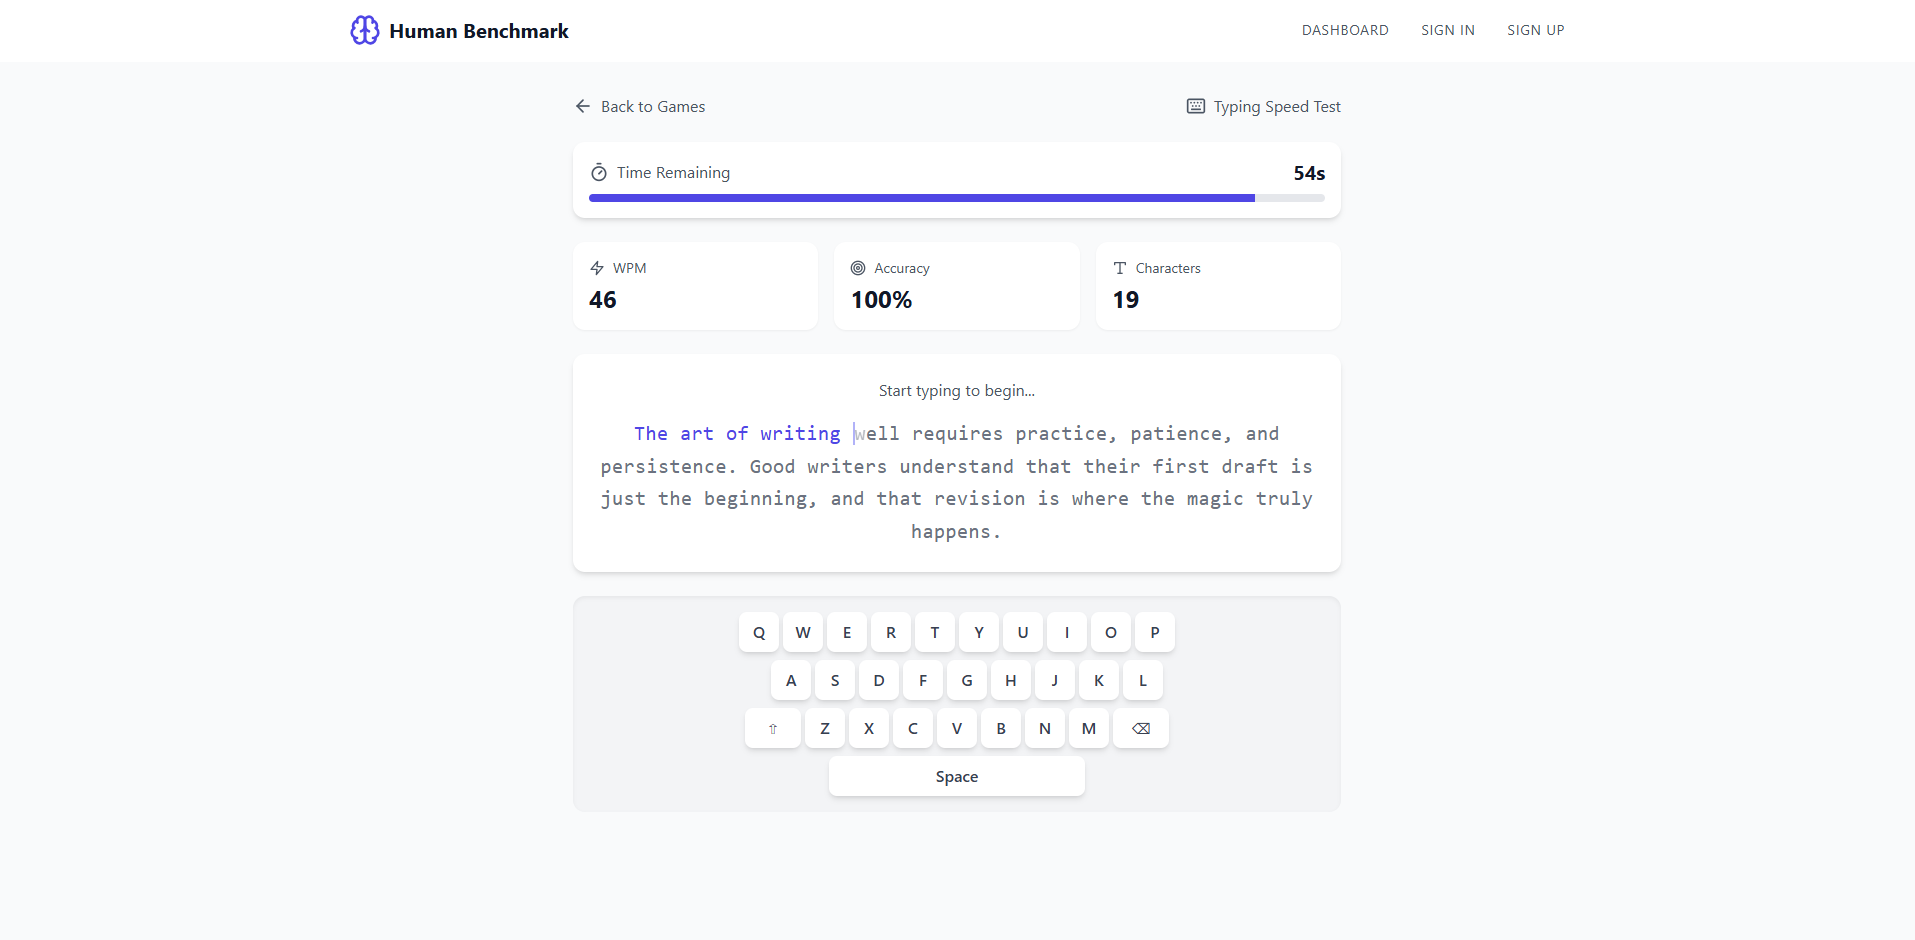 Human Benchmark
DASHBOARD SIGN IN SIGN UP
Back to Games
Typing Speed Test
Time Remaining 54s
WPM
46
Accuracy
100%
Characters
19
Start typing to begin...
The art of writing well requires practice, patience, and
persistence. Good writers understand that their first draft is
just the beginning, and that revision is where the magic truly
happens.
Q W E R T Y U I O P
A S D F G H J K L
⇧ Z X C V B N M ⌫
Space